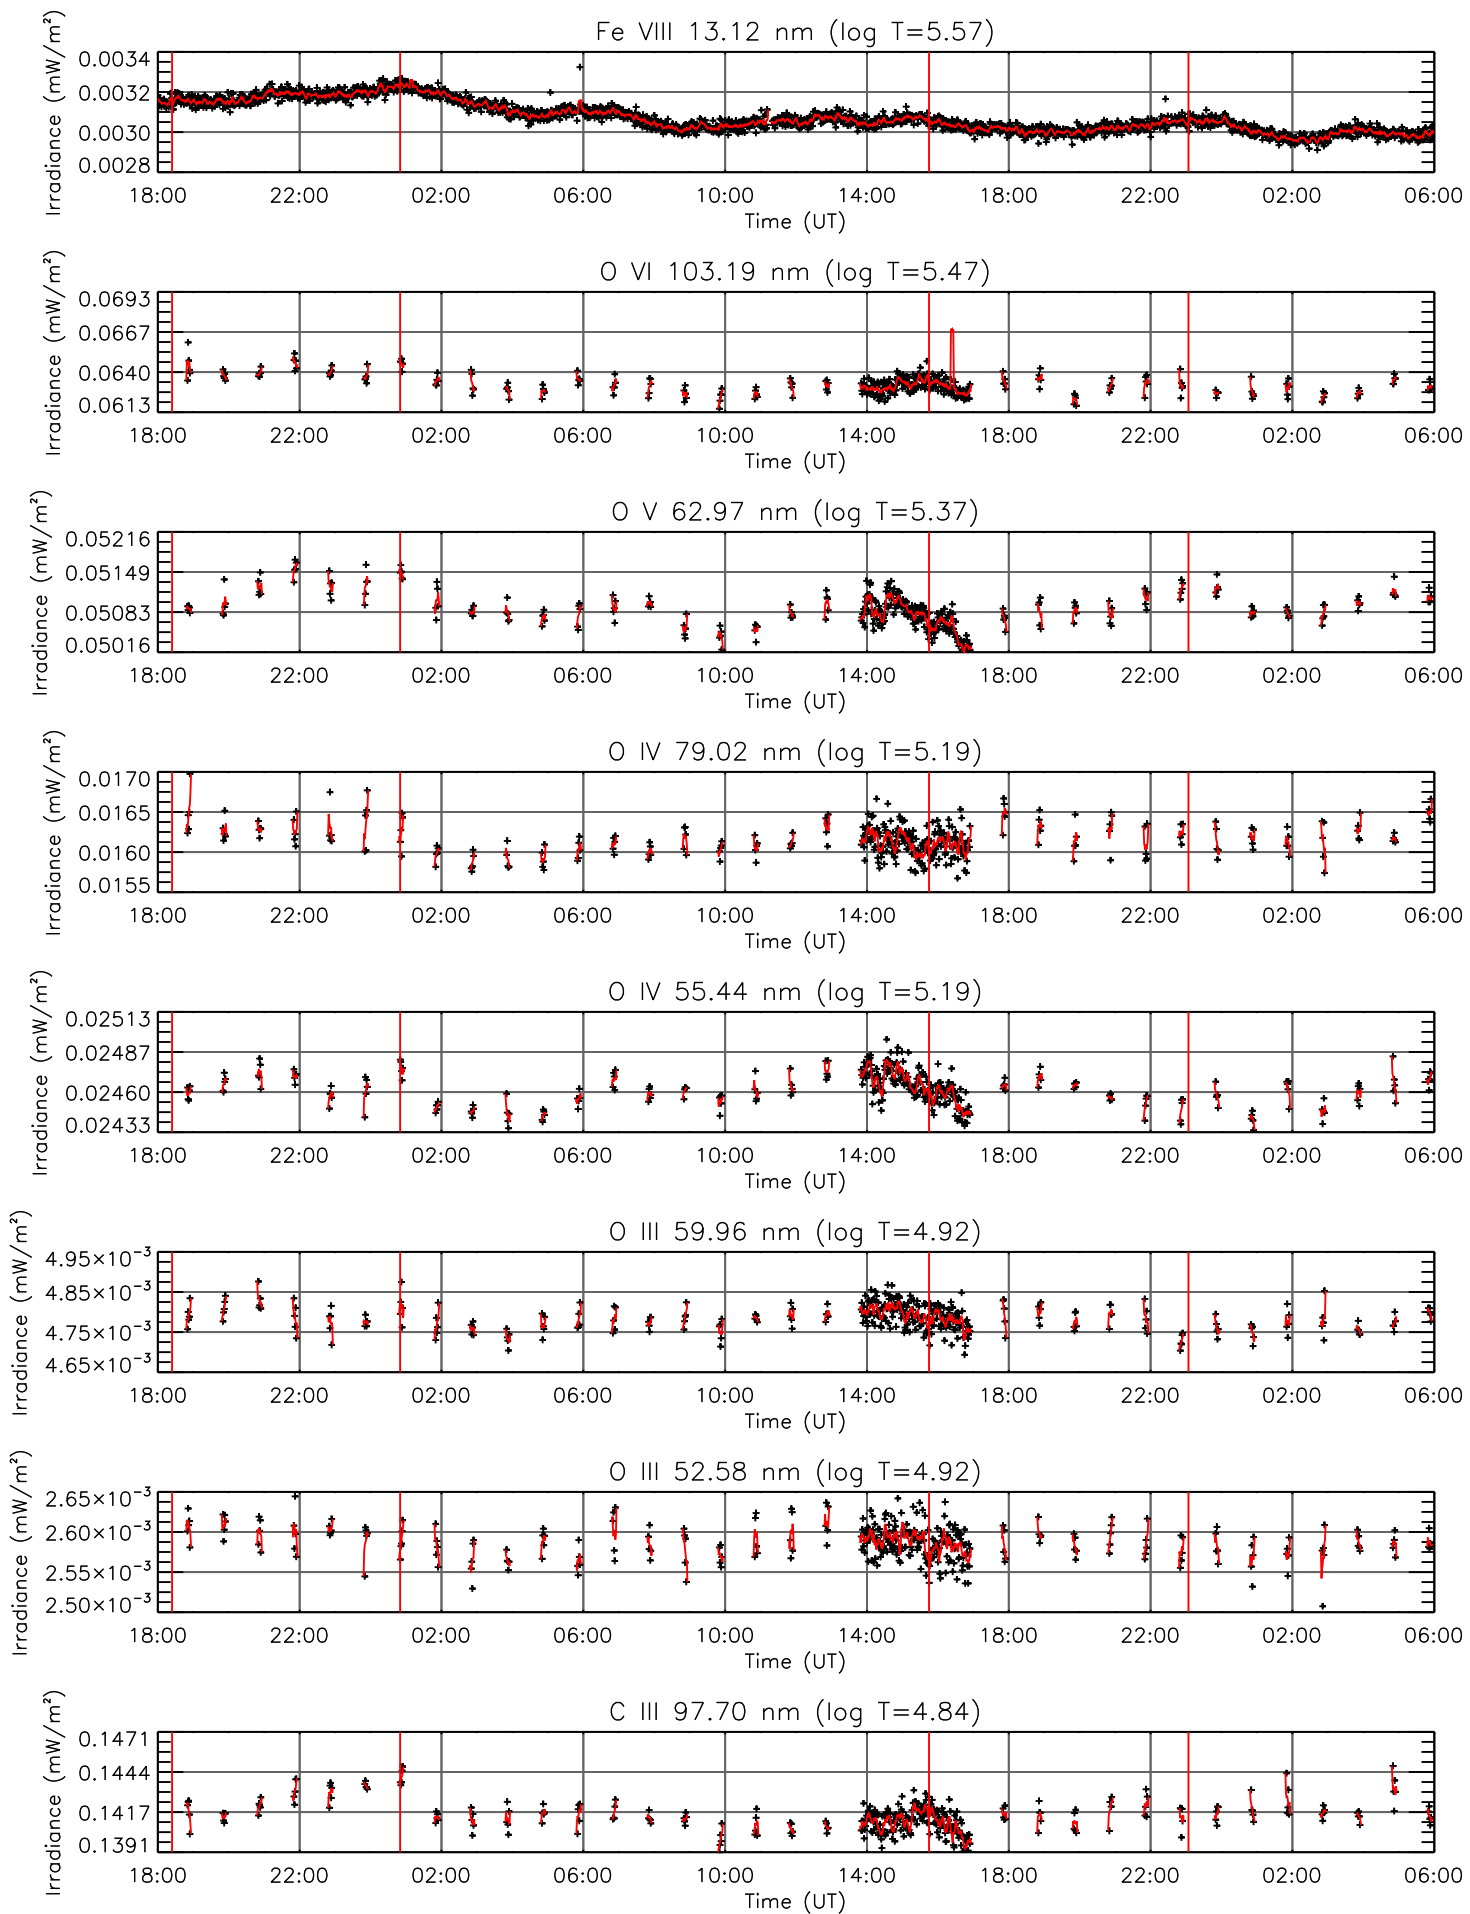 Fe VIII 13.12 nm (log T=5.57)
Irradiance (mW/m²)
0.0034
0.0032
0.0030
0.0028
18:00 22:00 02:00 06:00 10:00 14:00 18:00 22:00 02:00 06:00
Time (UT)
O VI 103.19 nm (log T=5.47)
Irradiance (mW/m²)
0.0693
0.0667
0.0640
0.0613
18:00 22:00 02:00 06:00 10:00 14:00 18:00 22:00 02:00 06:00
Time (UT)
O V 62.97 nm (log T=5.37)
Irradiance (mW/m²)
0.05216
0.05149
0.05083
0.05016
18:00 22:00 02:00 06:00 10:00 14:00 18:00 22:00 02:00 06:00
Time (UT)
O IV 79.02 nm (log T=5.19)
Irradiance (mW/m²)
0.0170
0.0165
0.0160
0.0155
18:00 22:00 02:00 06:00 10:00 14:00 18:00 22:00 02:00 06:00
Time (UT)
O IV 55.44 nm (log T=5.19)
Irradiance (mW/m²)
0.02513
0.02487
0.02460
0.02433
18:00 22:00 02:00 06:00 10:00 14:00 18:00 22:00 02:00 06:00
Time (UT)
O III 59.96 nm (log T=4.92)
Irradiance (mW/m²)
4.95×10⁻³
4.85×10⁻³
4.75×10⁻³
4.65×10⁻³
18:00 22:00 02:00 06:00 10:00 14:00 18:00 22:00 02:00 06:00
Time (UT)
O III 52.58 nm (log T=4.92)
Irradiance (mW/m²)
2.65×10⁻³
2.60×10⁻³
2.55×10⁻³
2.50×10⁻³
18:00 22:00 02:00 06:00 10:00 14:00 18:00 22:00 02:00 06:00
Time (UT)
C III 97.70 nm (log T=4.84)
Irradiance (mW/m²)
0.1471
0.1444
0.1417
0.1391
18:00 22:00 02:00 06:00 10:00 14:00 18:00 22:00 02:00 06:00
Time (UT)